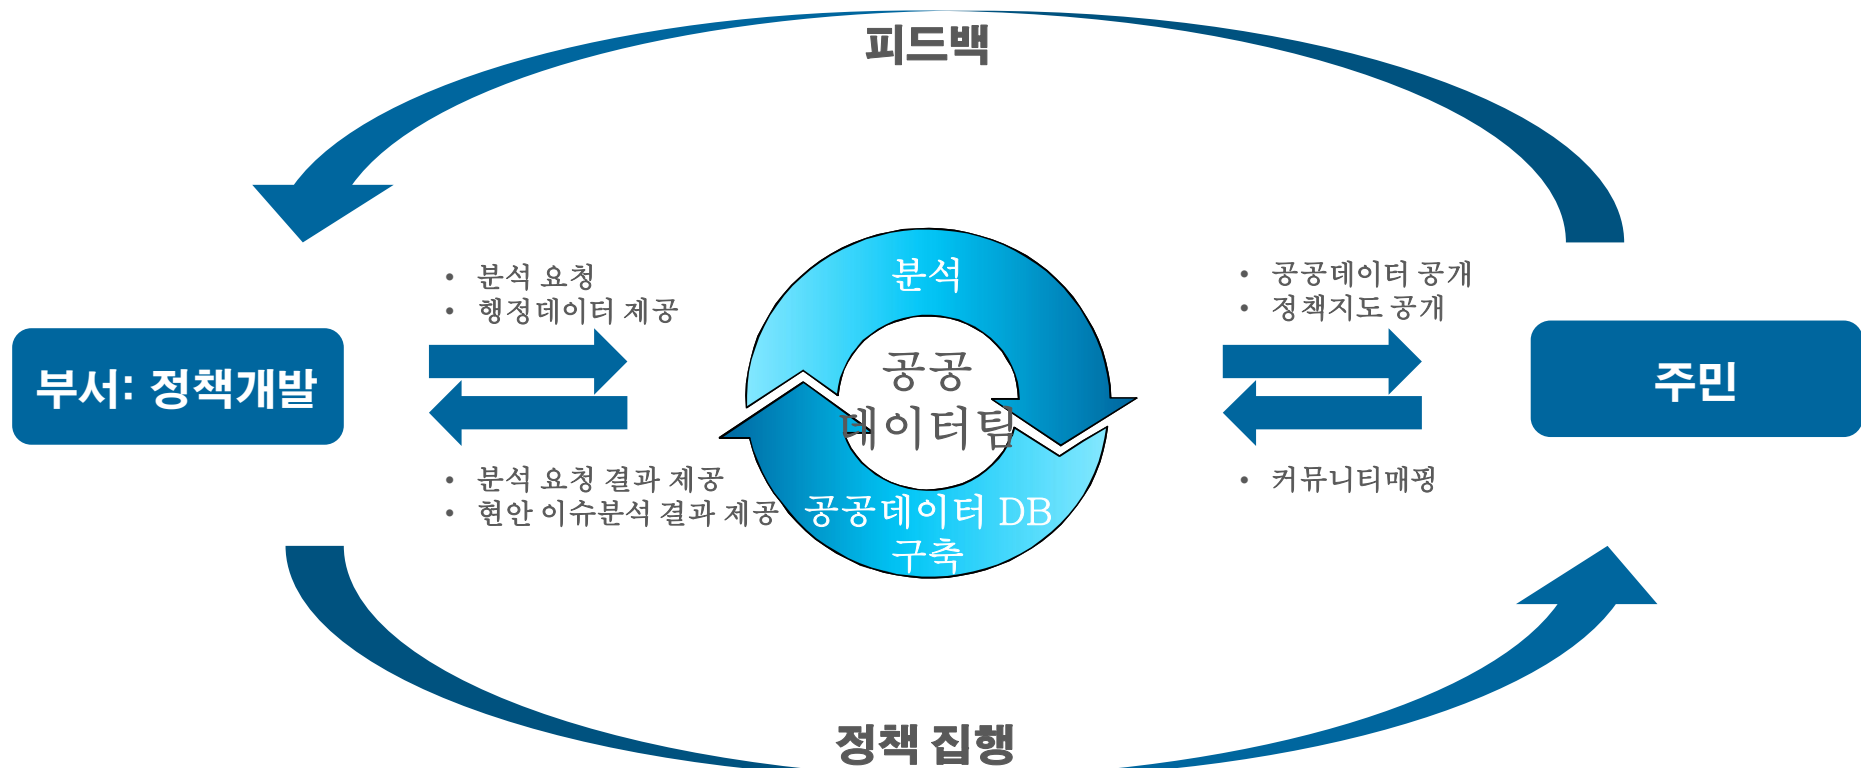 피드백
• 분석 요청
• 행정데이터 제공
부서: 정책개발
• 분석 요청 결과 제공
• 현안 이슈분석 결과 제공
분석
공공
데이터팀
공공데이터 DB
구축
• 공공데이터 공개
• 정책지도 공개
주민
• 커뮤니티매핑
정책 집행